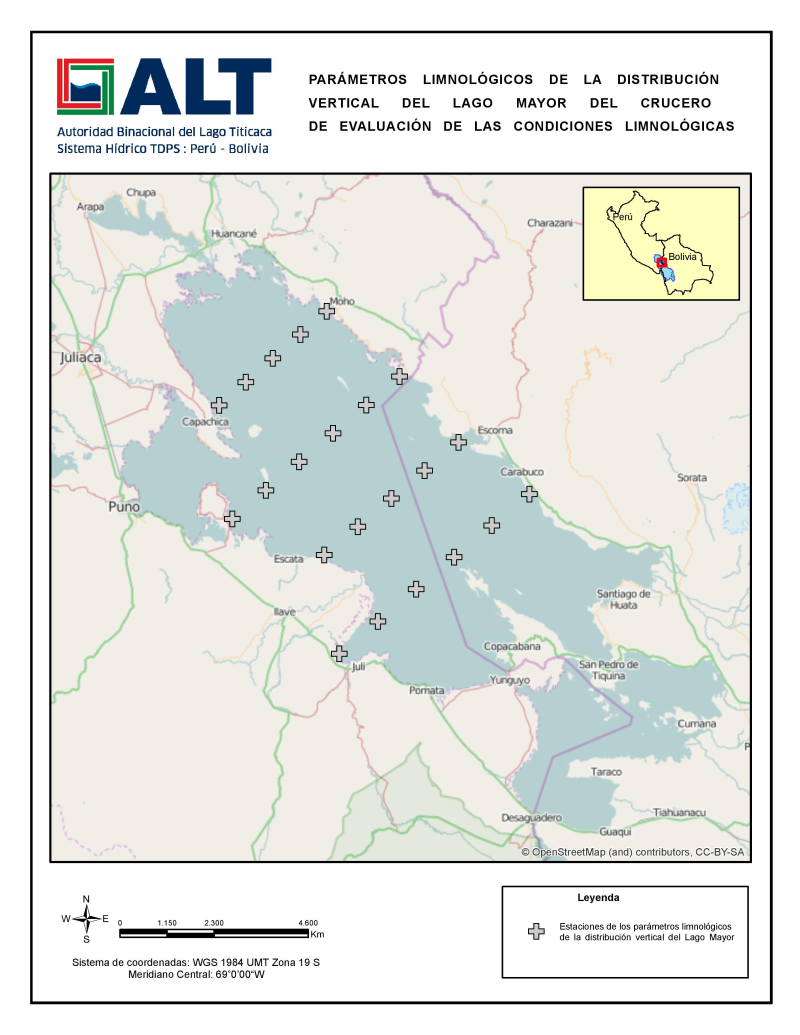 ALT
Autoridad Binacional del Lago Titicaca
Sistema Hídrico TDPS : Perú - Bolivia
PARÁMETROS LIMNOLÓGICOS DE LA DISTRIBUCIÓN
VERTICAL DEL LAGO MAYOR DEL CRUCERO
DE EVALUACIÓN DE LAS CONDICIONES LIMNOLÓGICAS
Chupa
Arapa
Huancané
Charazani
Perú
Bolivia
Moho
Juliaca
Capachica
Escoma
Carabuco
Sorata
Puno
Escata
Santiago de
Huata
Ilave
Copacabana
Juli
San Pedro de
Tiquina
Yunguyo
Pomata
Cumana
P
Taraco
Desaguadero
Tiahuanacu
Guaqui
© OpenStreetMap (and) contributors, CC-BY-SA
N
W E
S
0 1.150 2.300 4.600
Km
Sistema de coordenadas: WGS 1984 UMT Zona 19 S
Meridiano Central: 69°0'00"W
Leyenda
Estaciones de los parámetros limnológicos
de la distribución vertical del Lago Mayor